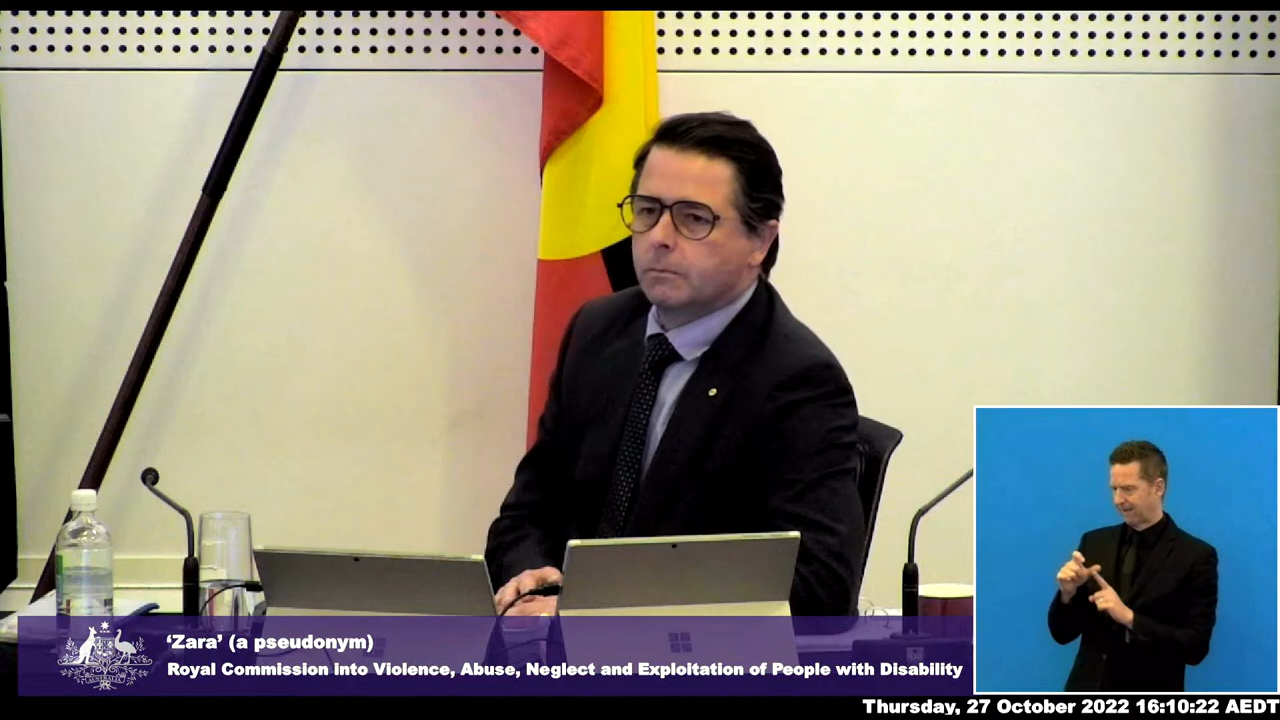 ‘Zara’ (a pseudonym)
Royal Commission into Violence, Abuse, Neglect and Exploitation of People with Disability
AUSTRALIA
Thursday, 27 October 2022 16:10:22 AEDT